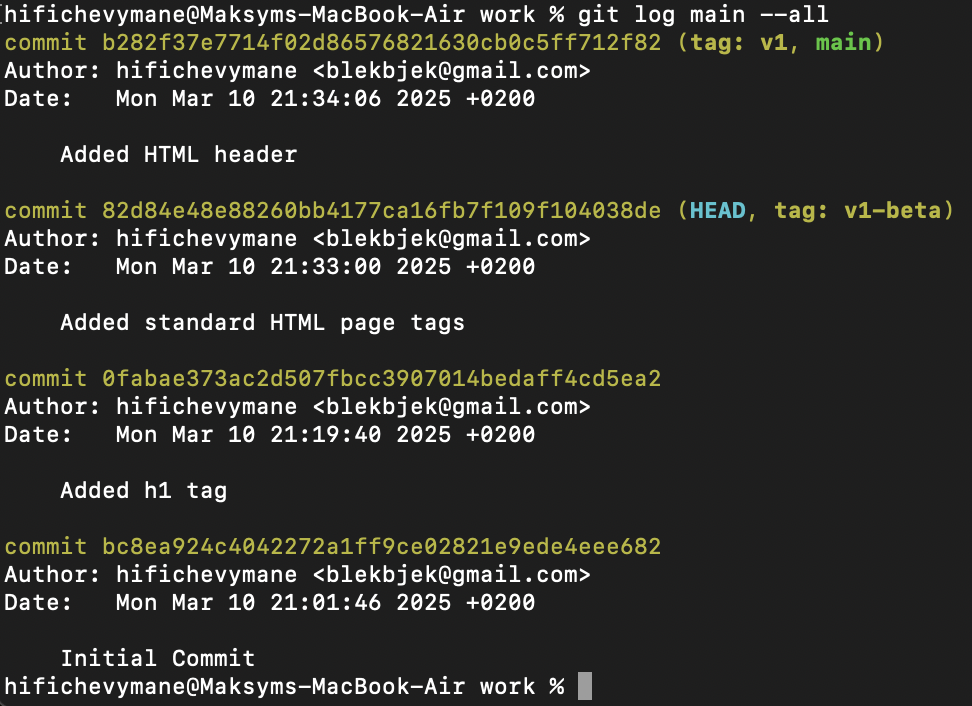 hifichevymane@Maksyms-MacBook-Air work % git log main --all
commit b282f37e7714f02d86576821630cb0c5ff712f82 (tag: v1, main)
Author: hifichevymane <blekbjek@gmail.com>
Date:   Mon Mar 10 21:34:06 2025 +0200

    Added HTML header

commit 82d84e48e88260bb4177ca16fb7f109f104038de (HEAD, tag: v1-beta)
Author: hifichevymane <blekbjek@gmail.com>
Date:   Mon Mar 10 21:33:00 2025 +0200

    Added standard HTML page tags

commit 0fabae373ac2d507fbcc3907014bedaff4cd5ea2
Author: hifichevymane <blekbjek@gmail.com>
Date:   Mon Mar 10 21:19:40 2025 +0200

    Added h1 tag

commit bc8ea924c4042272a1ff9ce02821e9ede4eee682
Author: hifichevymane <blekbjek@gmail.com>
Date:   Mon Mar 10 21:01:46 2025 +0200

    Initial Commit
hifichevymane@Maksyms-MacBook-Air work %